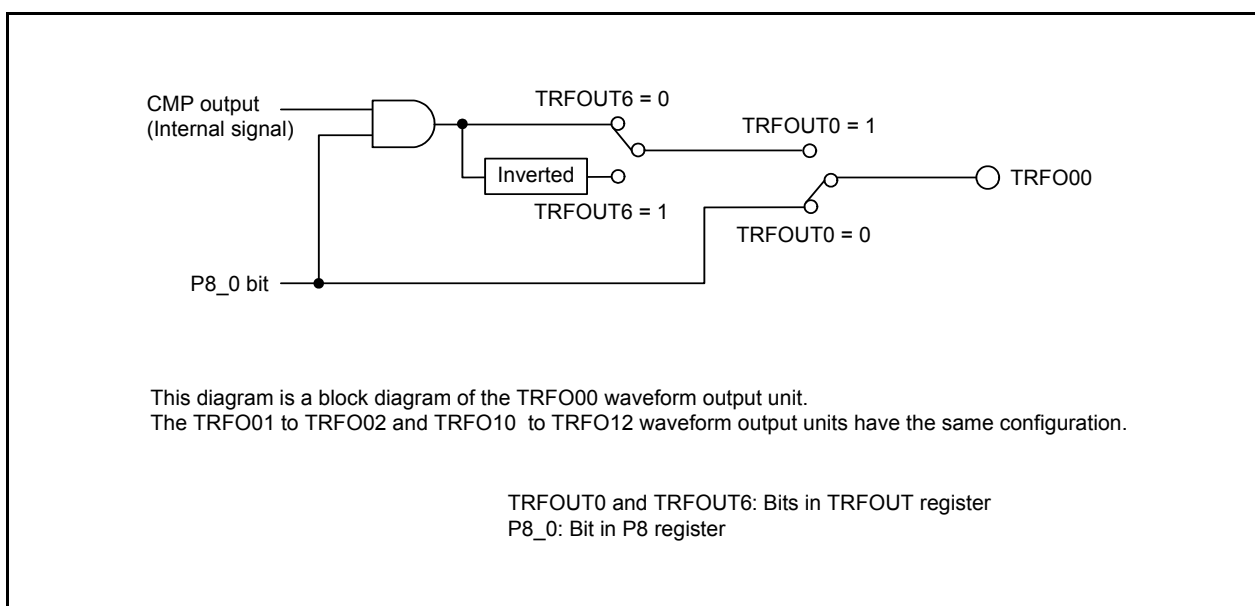 CMP output
(Internal signal)
TRFOUT6 = 0
TRFOUT0 = 1
Inverted
TRFO00
TRFOUT6 = 1
TRFOUT0 = 0
P8_0 bit
This diagram is a block diagram of the TRFO00 waveform output unit.
The TRFO01 to TRFO02 and TRFO10  to TRFO12 waveform output units have the same configuration.
TRFOUT0 and TRFOUT6: Bits in TRFOUT register
P8_0: Bit in P8 register